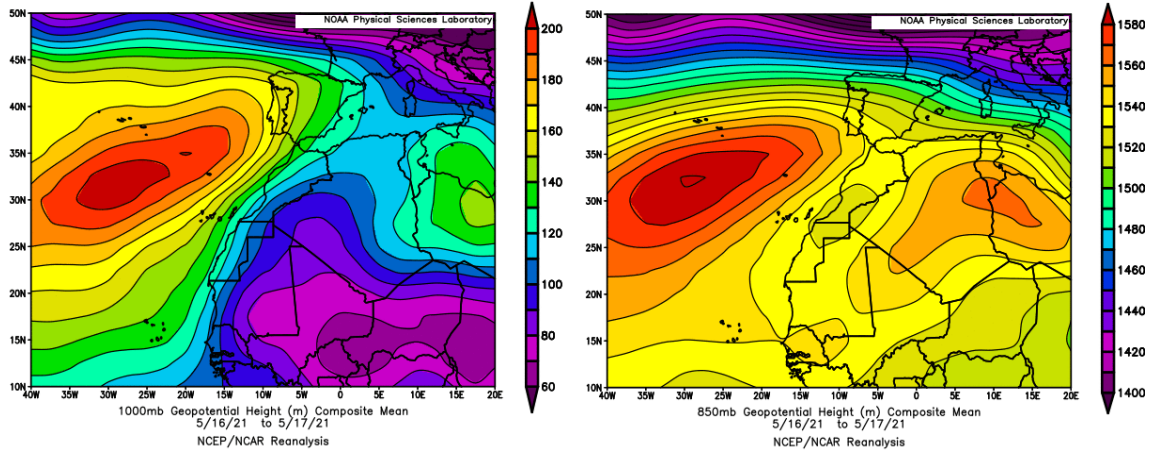 NOAA Physical Sciences Laboratory
50N
45N
40N
35N
30N
25N
20N
15N
10N
40W
35W
30W
25W
20W
15W
10W
5W
0
5E
10E
15E
20E
200
180
160
140
120
100
80
60
1000mb Geopotential Height (m) Composite Mean
5/16/21 to 5/17/21
NCEP/NCAR Reanalysis
NOAA Physical Sciences Laboratory
50N
45N
40N
35N
30N
25N
20N
15N
10N
40W
35W
30W
25W
20W
15W
10W
5W
0
5E
10E
15E
20E
1580
1560
1540
1520
1500
1480
1460
1440
1420
1400
850mb Geopotential Height (m) Composite Mean
5/16/21 to 5/17/21
NCEP/NCAR Reanalysis